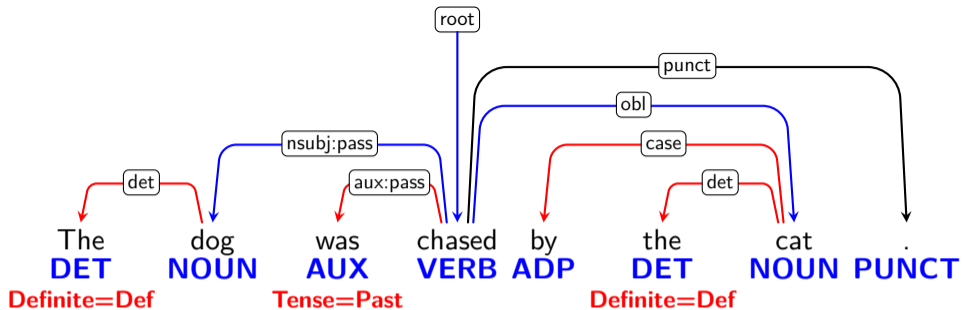 root
punct
obl
nsubj:pass case
det aux:pass det
The dog was chased by the cat .
DET NOUN AUX VERB ADP DET NOUN PUNCT
Definite=Def Tense=Past Definite=Def